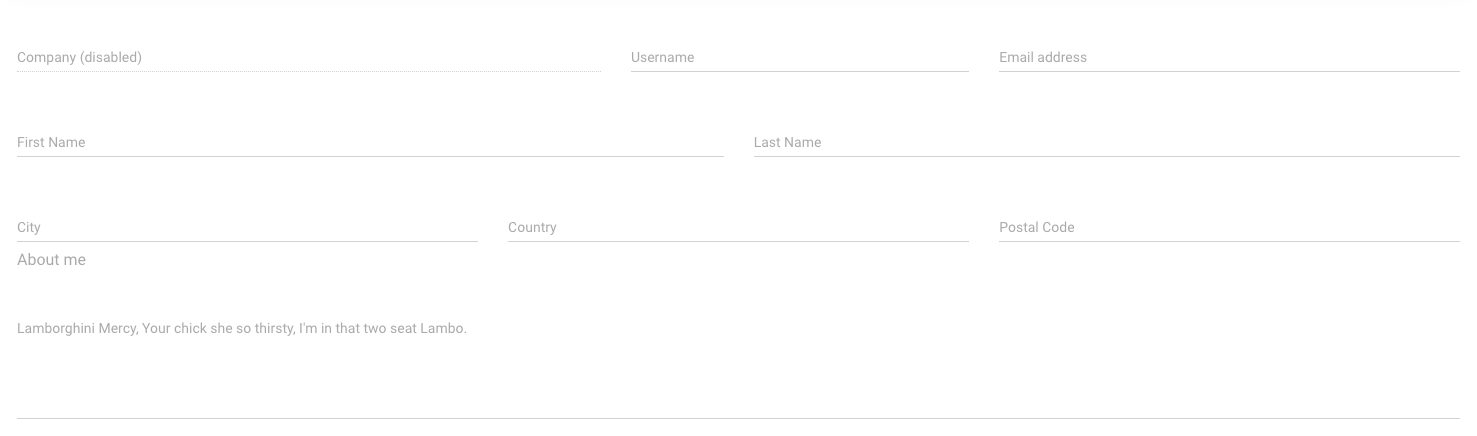 Company (disabled) Username Email address
First Name Last Name
City Country Postal Code
About me
Lamborghini Mercy, Your chick she so thirsty, I'm in that two seat Lambo.